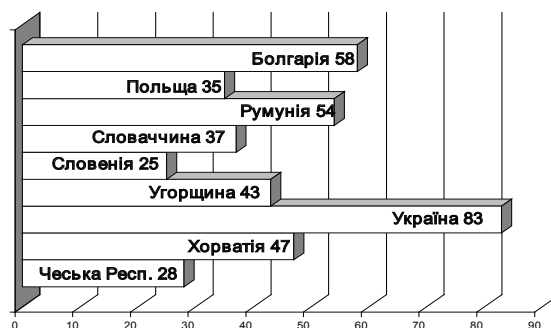 Болгарія 58
Польща 35
Румунія 54
Словаччина 37
Словенія 25
Угорщина 43
Україна 83
Хорватія 47
Чеська Респ. 28
0 10 20 30 40 50 60 70 80 90